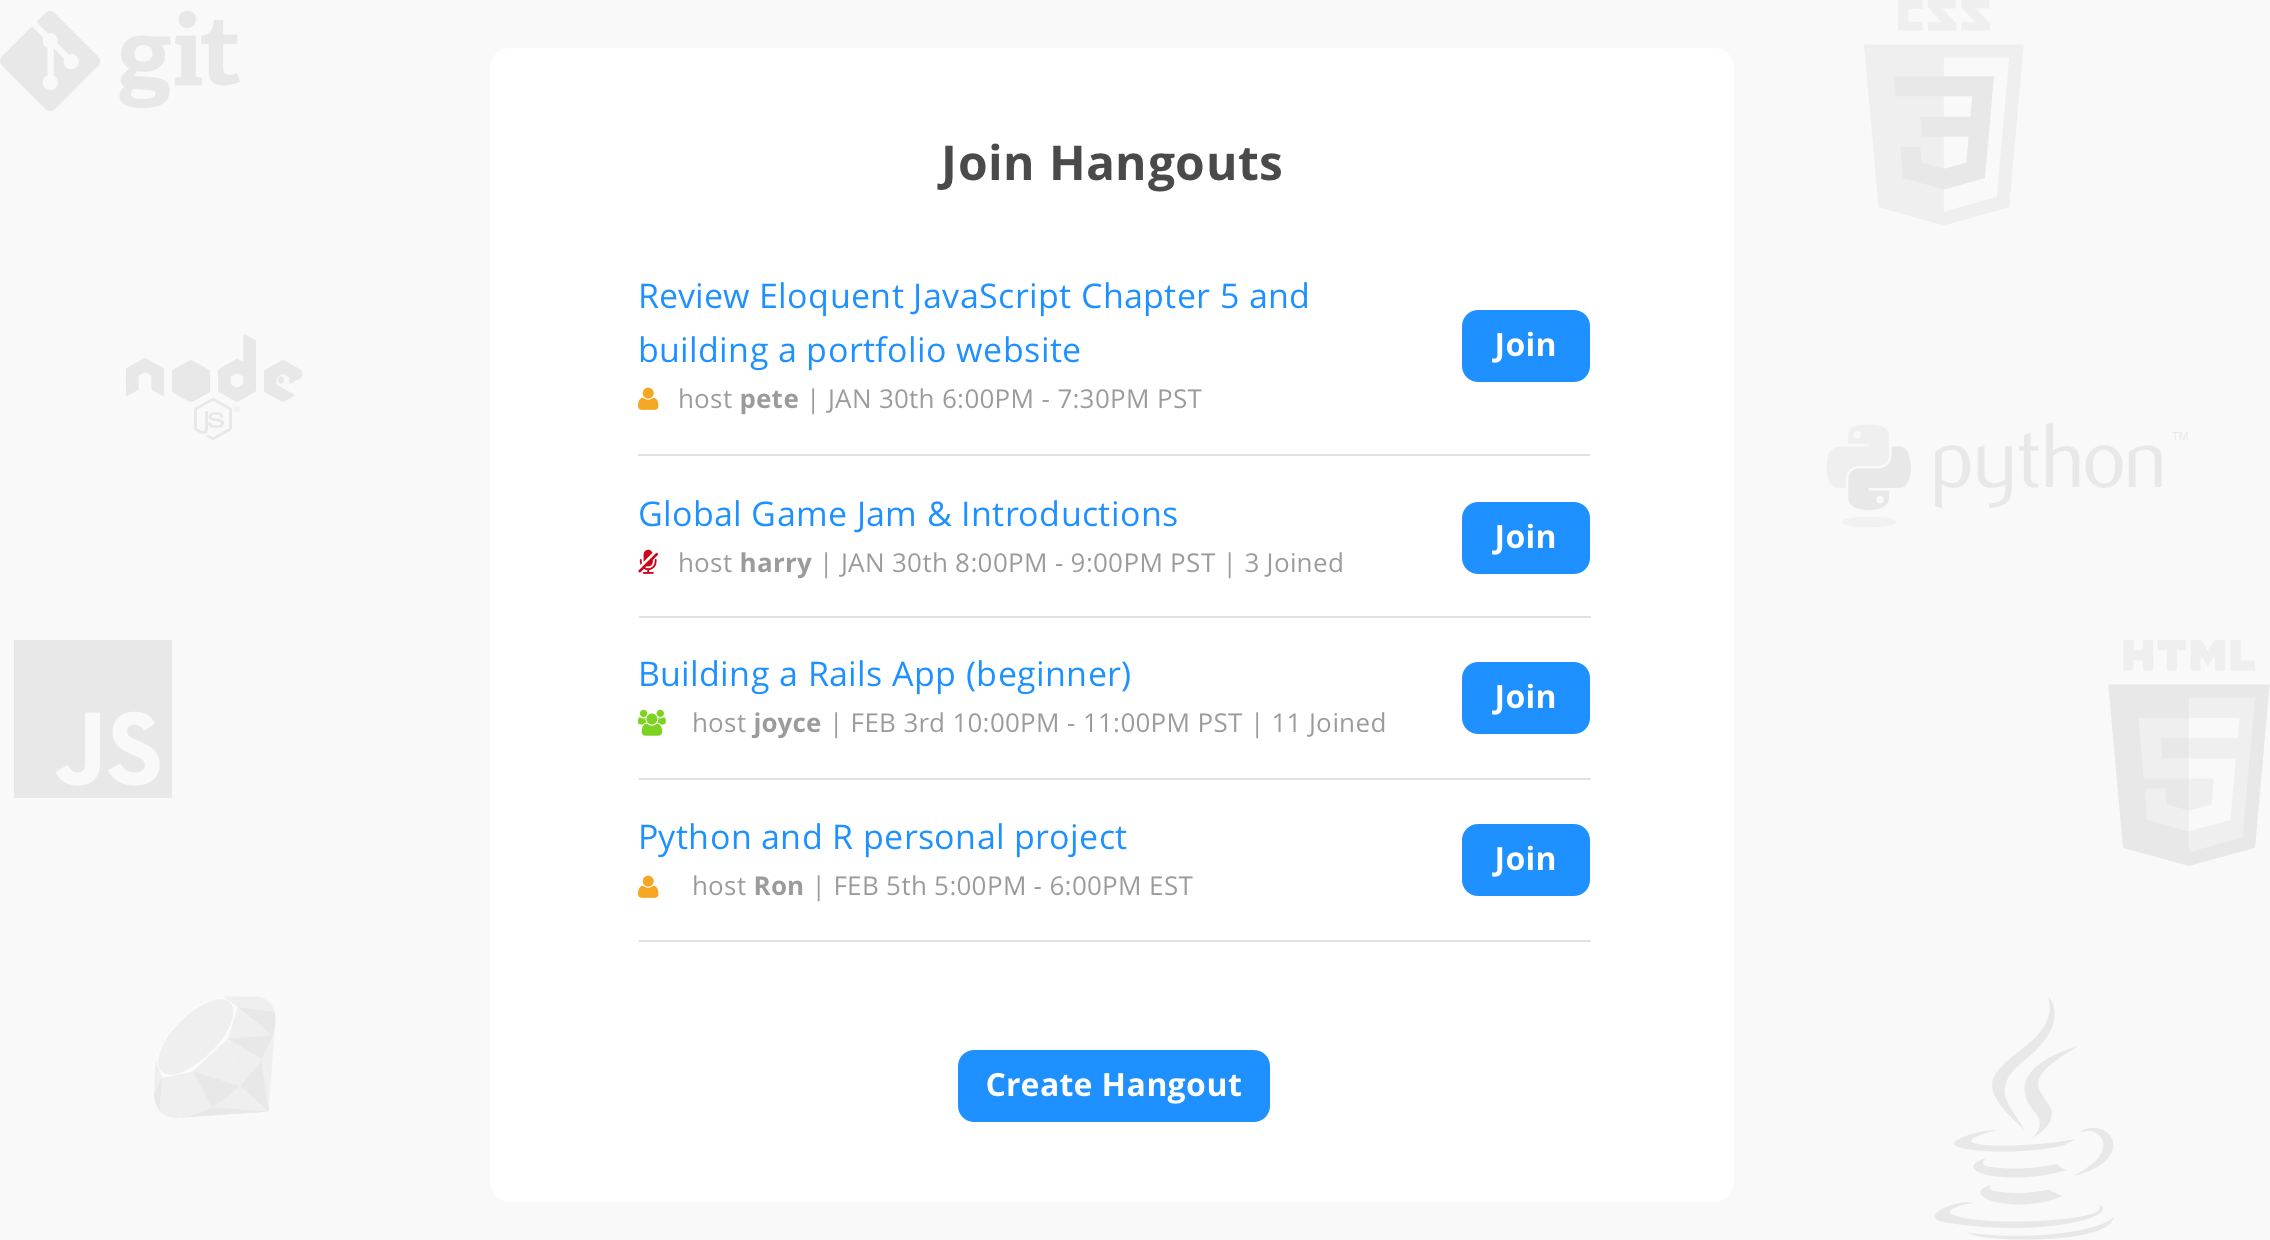 git
CSS
Join Hangouts
Review Eloquent JavaScript Chapter 5 and
building a portfolio website
Join
host pete | JAN 30th 6:00PM - 7:30PM PST
node
JS
python™
Global Game Jam & Introductions
Join
host harry | JAN 30th 8:00PM - 9:00PM PST | 3 Joined
HTML
Building a Rails App (beginner)
Join
host joyce | FEB 3rd 10:00PM - 11:00PM PST | 11 Joined
JS
Python and R personal project
Join
host Ron | FEB 5th 5:00PM - 6:00PM EST
Create Hangout